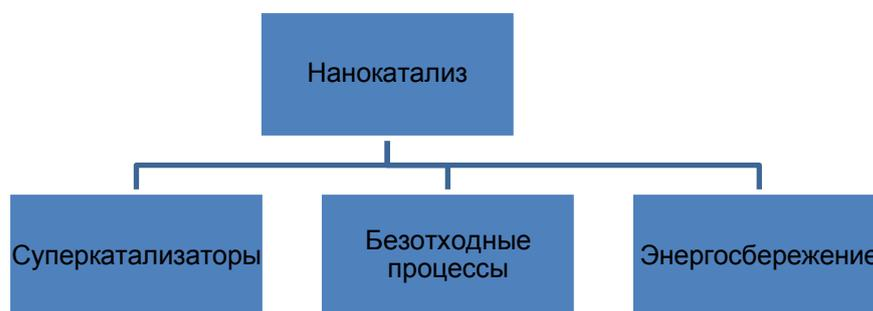 Нанокатализ
Суперкатализаторы
Безотходные
процессы
Энергосбережение